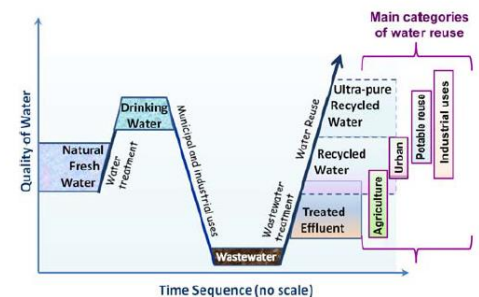 Main categories
of water reuse
Quality of Water
Natural
Fresh
Water
Water
treatment
Drinking
Water
Municipal and industrial uses
Wastewater
Wastewater
treatment
Water Reuse
Ultra-pure
Recycled
Water
Recycled
Water
Treated
Effluent
Agriculture
Urban
Potable reuse
Industrial uses
Time Sequence (no scale)